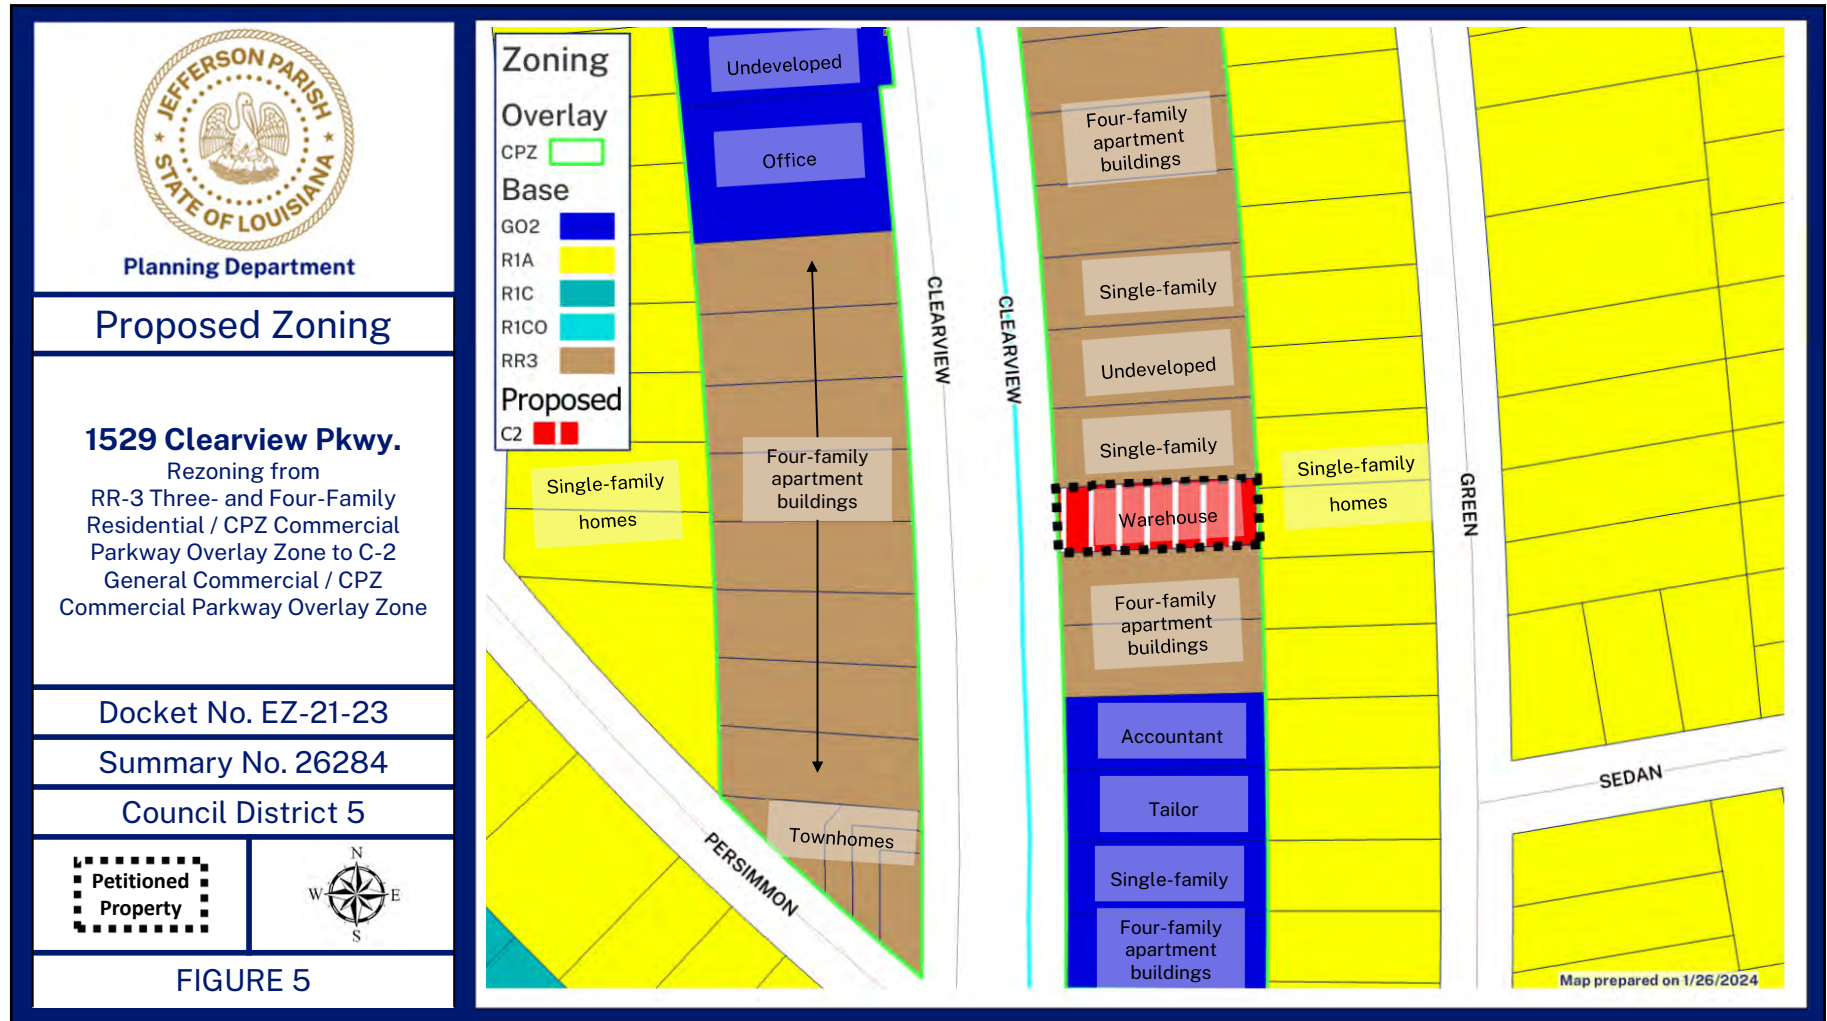 JEFFERSON PARISH
STATE OF LOUISIANA
Planning Department
Proposed Zoning
1529 Clearview Pkwy.
Rezoning from
RR-3 Three- and Four-Family
Residential / CPZ Commercial
Parkway Overlay Zone to C-2
General Commercial / CPZ
Commercial Parkway Overlay Zone
Docket No. EZ-21-23
Summary No. 26284
Council District 5
Petitioned
Property
N
W
E
S
FIGURE 5
Zoning
Overlay
CPZ
Base
GO2
R1A
R1C
R1CO
RR3
Proposed
C2
Undeveloped
Office
Four-family
apartment
buildings
Townhomes
Single-family
homes
PERSIMMON
CLEARVIEW
CLEARVIEW
Four-family
apartment
buildings
Single-family
Undeveloped
Single-family
Warehouse
Four-family
apartment
buildings
Accountant
Tailor
Single-family
Four-family
apartment
buildings
Single-family
homes
GREEN
SEDAN
Map prepared on 1/26/2024